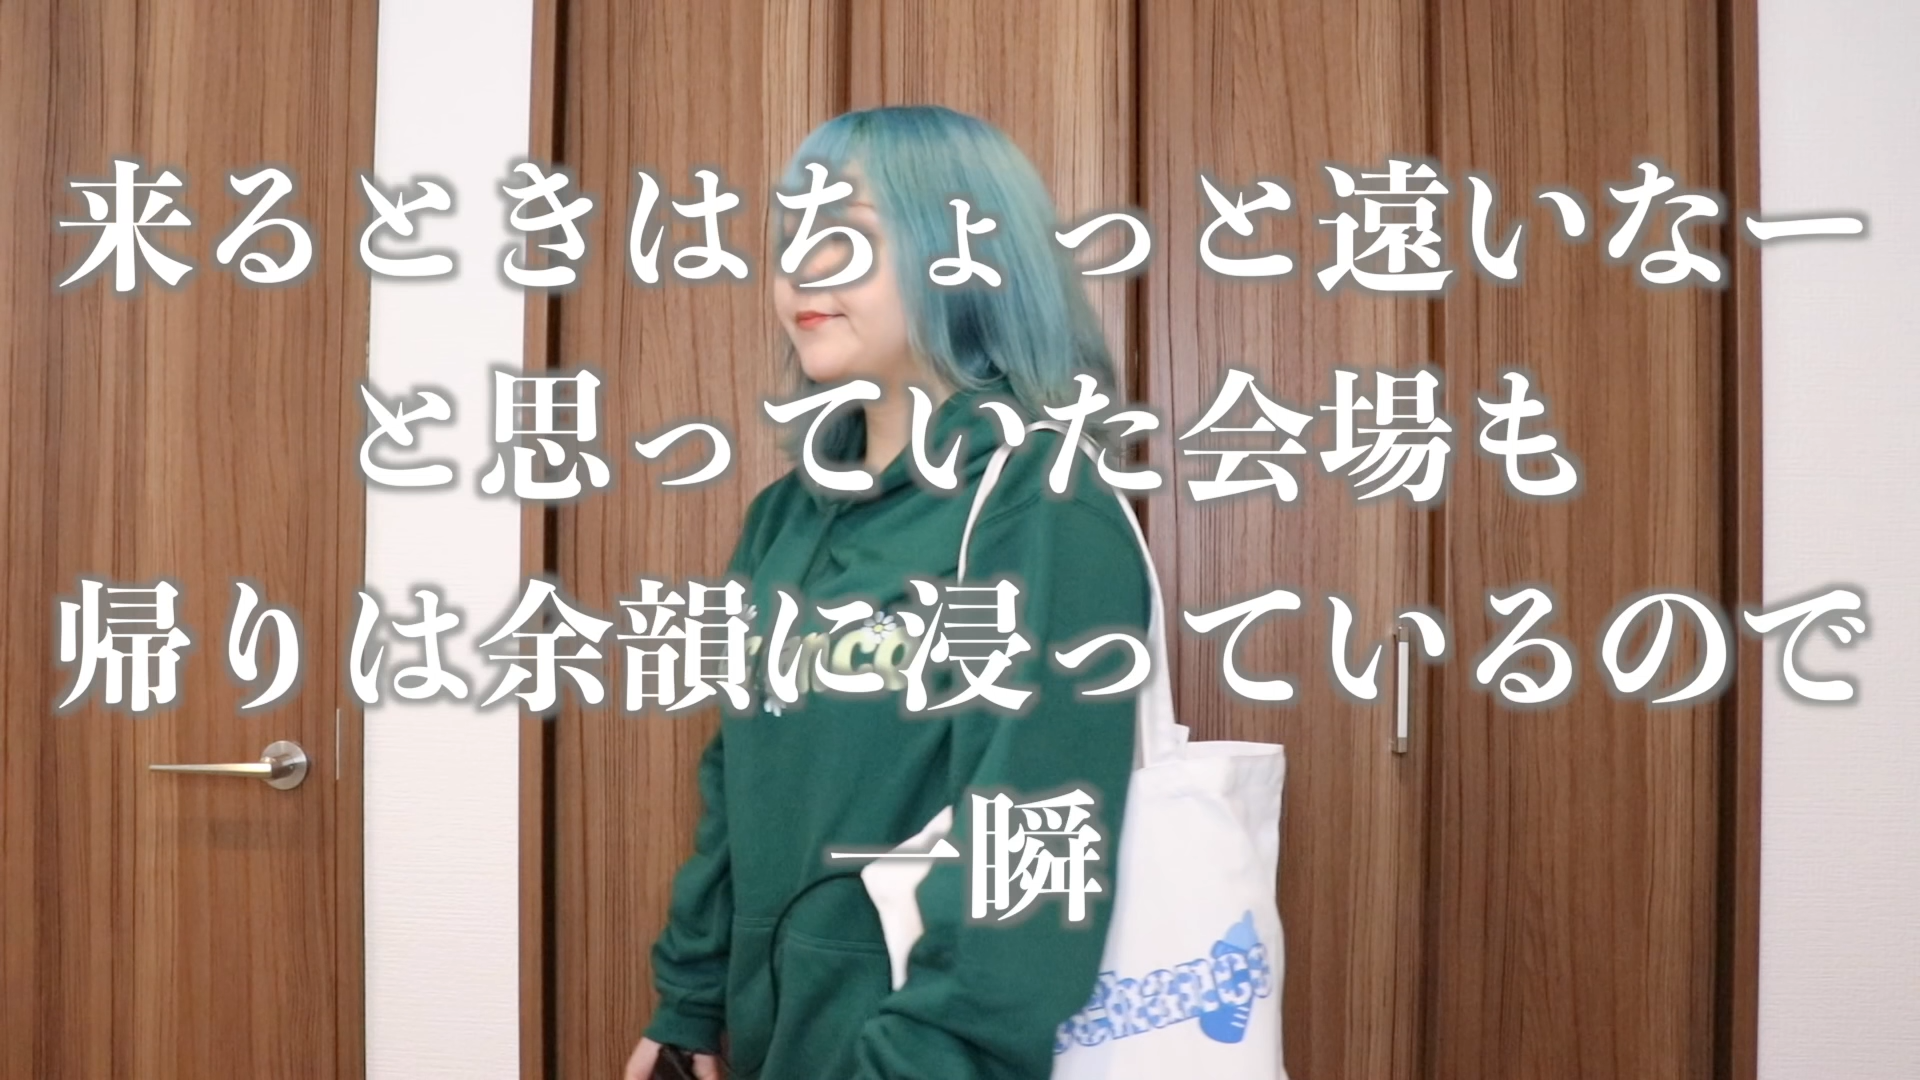 来るときはちょっと遠いなー
と思っていた会場も
帰りは余韻に浸っているので
一瞬
chance